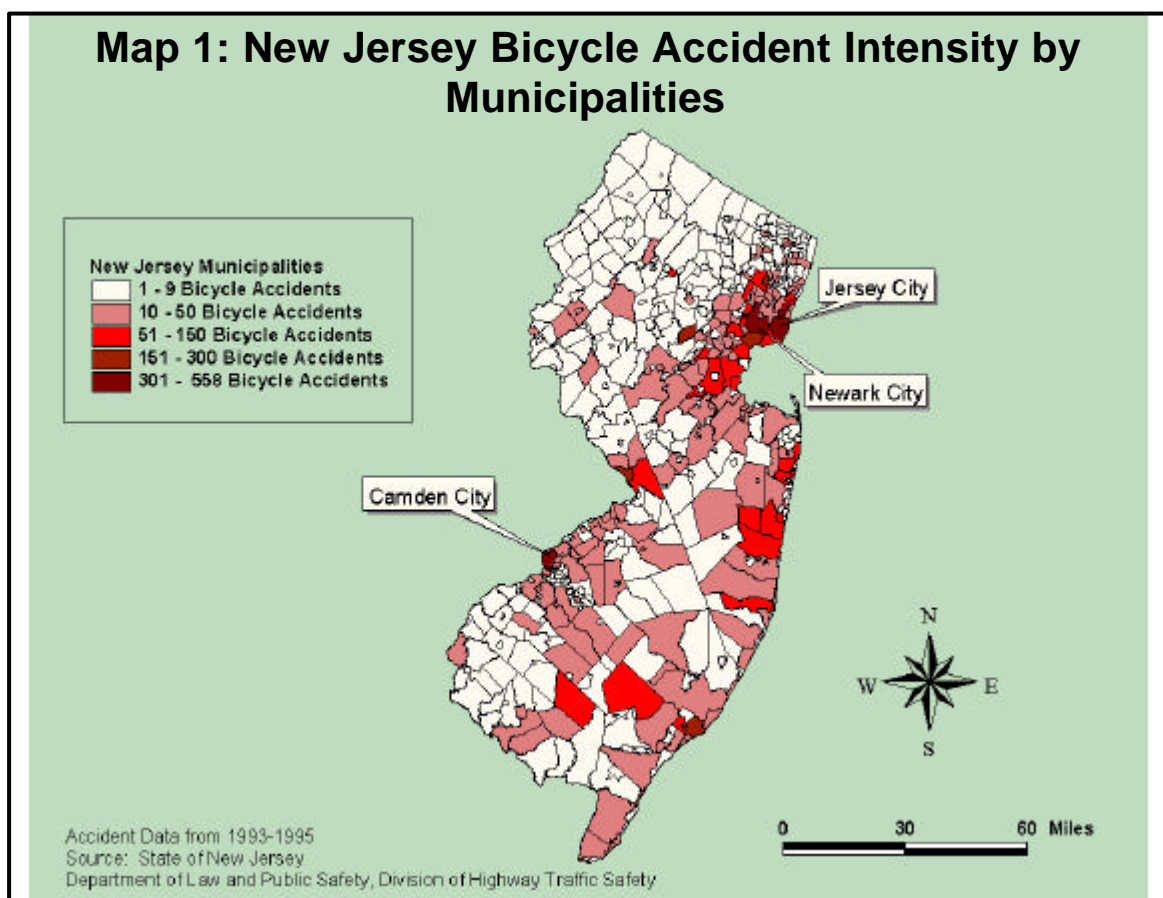 Map 1: New Jersey Bicycle Accident Intensity by
Municipalities
New Jersey Municipalities
1 - 9 Bicycle Accidents
10 - 50 Bicycle Accidents
51 - 150 Bicycle Accidents
151 - 300 Bicycle Accidents
301 - 558 Bicycle Accidents
Jersey City
Newark City
Camden City
N
W
E
S
0 30 60 Miles
Accident Data from 1993-1995
Source: State of New Jersey
Department of Law and Public Safety, Division of Highway Traffic Safety